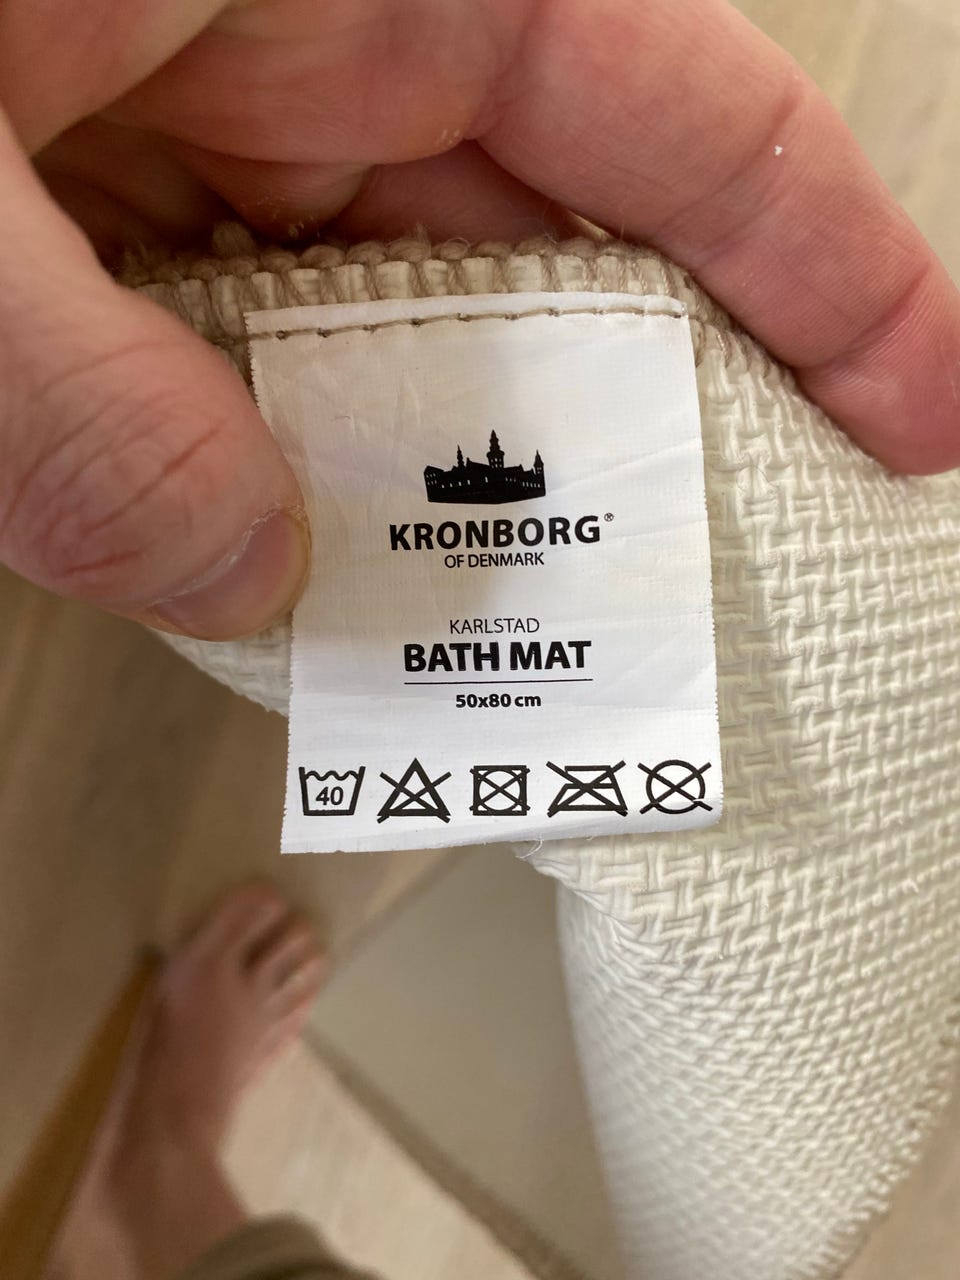 KRONBORG®
OF DENMARK
KARLSTAD
BATH MAT
50x80 cm
40